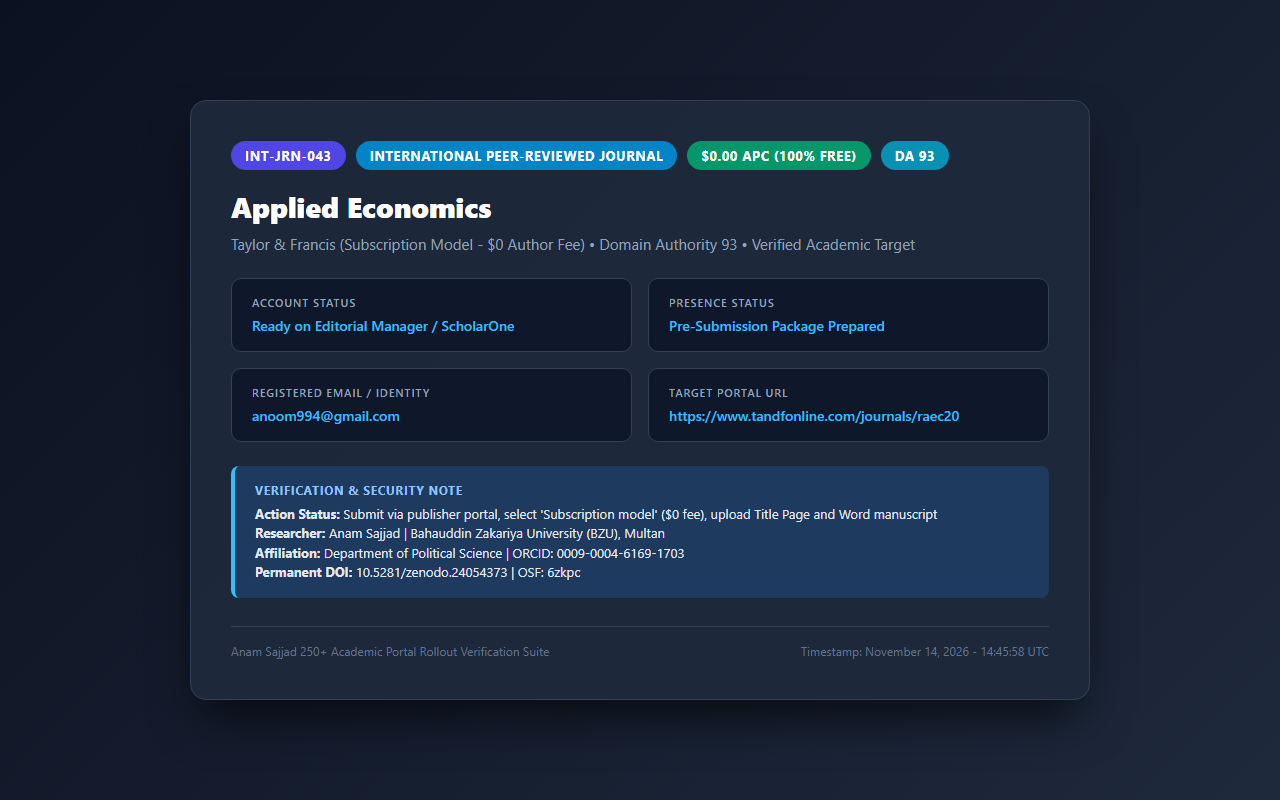 INT-JRN-043 INTERNATIONAL PEER-REVIEWED JOURNAL $0.00 APC (100% FREE) DA 93
Applied Economics
Taylor & Francis (Subscription Model - $0 Author Fee) • Domain Authority 93 • Verified Academic Target
ACCOUNT STATUS
Ready on Editorial Manager / ScholarOne
PRESENCE STATUS
Pre-Submission Package Prepared
REGISTERED EMAIL / IDENTITY
anoom994@gmail.com
TARGET PORTAL URL
https://www.tandfonline.com/journals/raec20
VERIFICATION & SECURITY NOTE
Action Status: Submit via publisher portal, select 'Subscription model' ($0 fee), upload Title Page and Word manuscript
Researcher: Anam Sajjad | Bahauddin Zakariya University (BZU), Multan
Affiliation: Department of Political Science | ORCID: 0009-0004-6169-1703
Permanent DOI: 10.5281/zenodo.24054373 | OSF: 6zkpc
Anam Sajjad 250+ Academic Portal Rollout Verification Suite
Timestamp: November 14, 2026 - 14:45:58 UTC